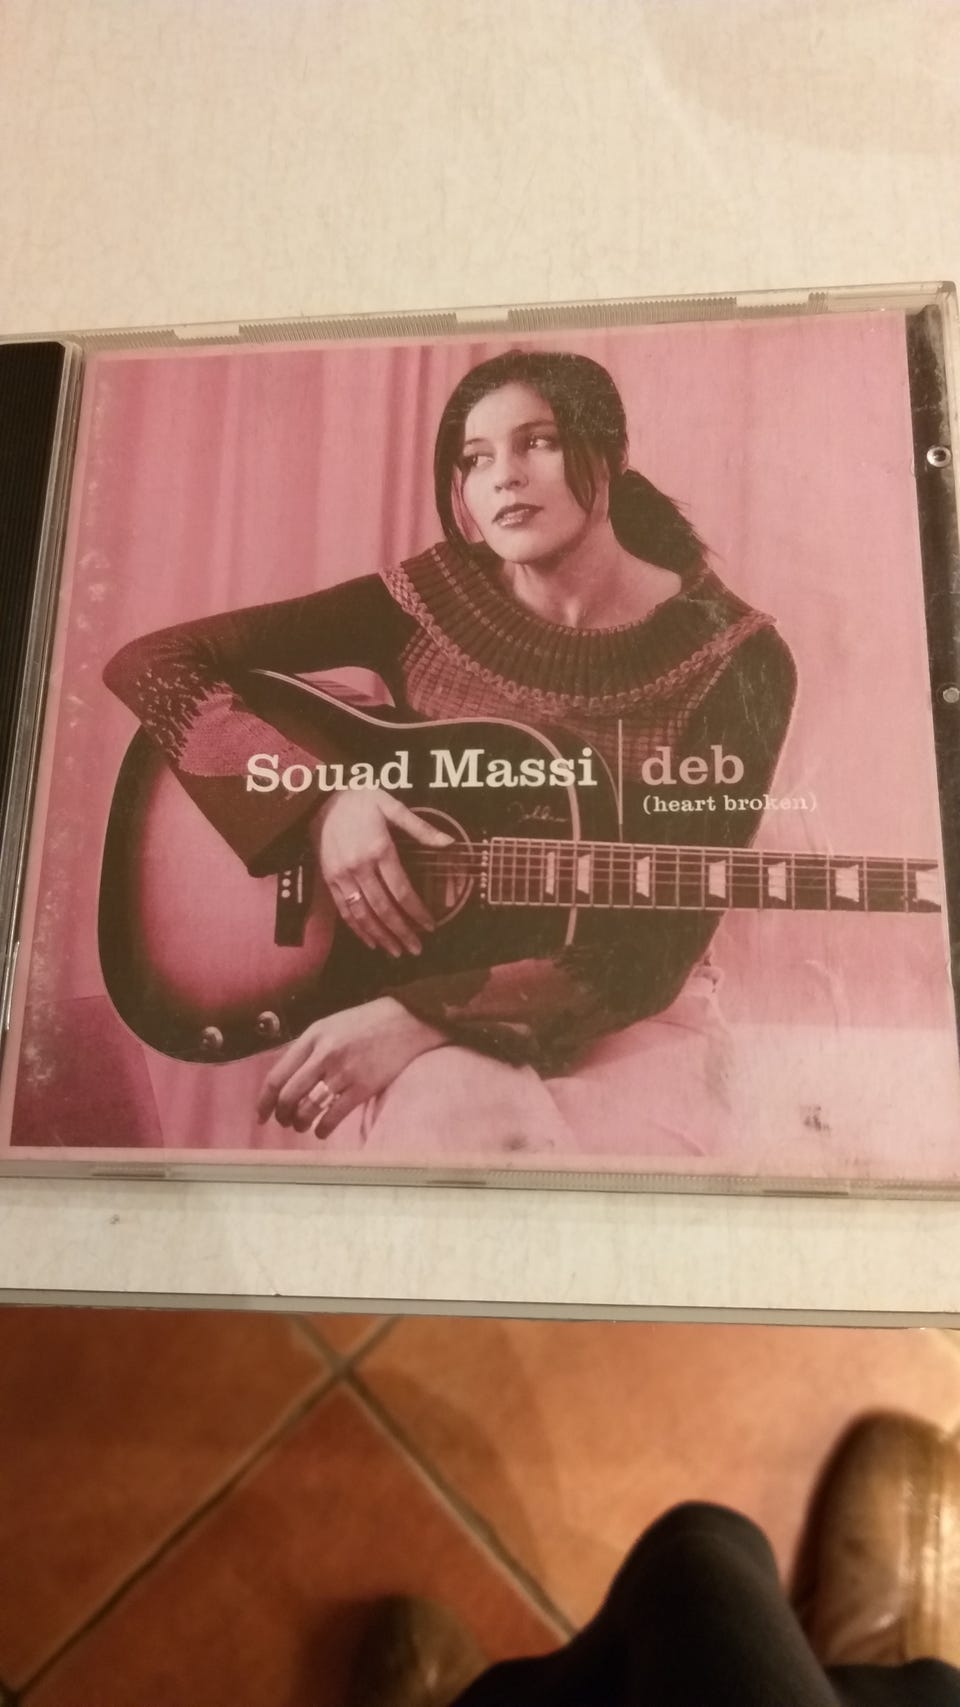 Souad Massi | deb
(heart broken)